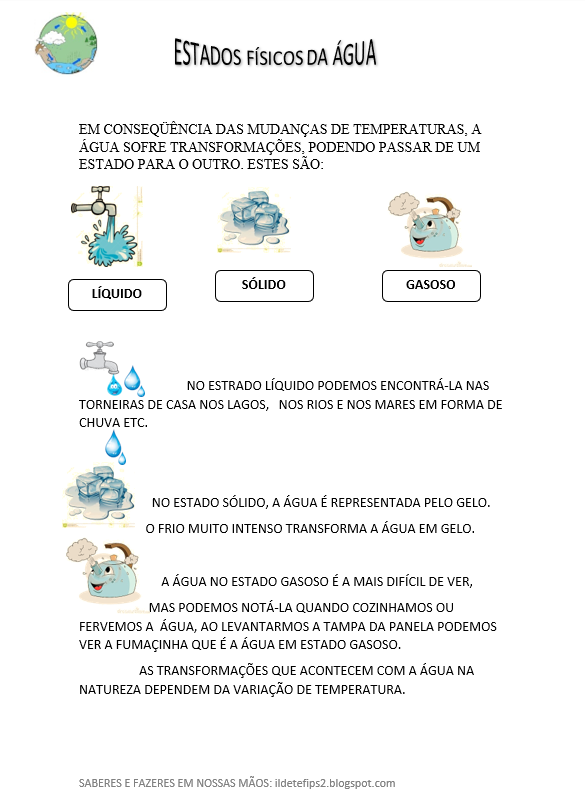 ESTADOS FÍSICOS DA ÁGUA
EM CONSEQÜÊNCIA DAS MUDANÇAS DE TEMPERATURAS, A
ÁGUA SOFRE TRANSFORMAÇÕES, PODENDO PASSAR DE UM
ESTADO PARA O OUTRO. ESTES SÃO:
LÍQUIDO
SÓLIDO
GASOSO
NO ESTRADO LÍQUIDO PODEMOS ENCONTRÁ-LA NAS
TORNEIRAS DE CASA NOS LAGOS, NOS RIOS E NOS MARES EM FORMA DE
CHUVA ETC.
NO ESTADO SÓLIDO, A ÁGUA É REPRESENTADA PELO GELO.
O FRIO MUITO INTENSO TRANSFORMA A ÁGUA EM GELO.
A ÁGUA NO ESTADO GASOSO É A MAIS DIFÍCIL DE VER,
MAS PODEMOS NOTÁ-LA QUANDO COZINHAMOS OU
FERVEMOS A ÁGUA, AO LEVANTARMOS A TAMPA DA PANELA PODEMOS
VER A FUMAÇINHA QUE É A ÁGUA EM ESTADO GASOSO.
AS TRANSFORMAÇÕES QUE ACONTECEM COM A ÁGUA NA
NATUREZA DEPENDEM DA VARIAÇÃO DE TEMPERATURA.
SABERES E FAZERES EM NOSSAS MÃOS: ildetefips2.blogspot.com